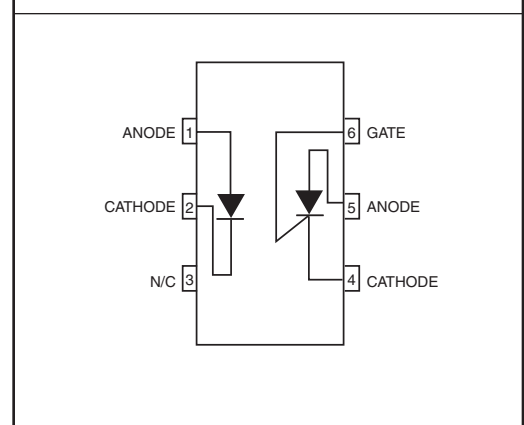 ANODE 1
6 GATE
CATHODE 2
5 ANODE
N/C 3
4 CATHODE